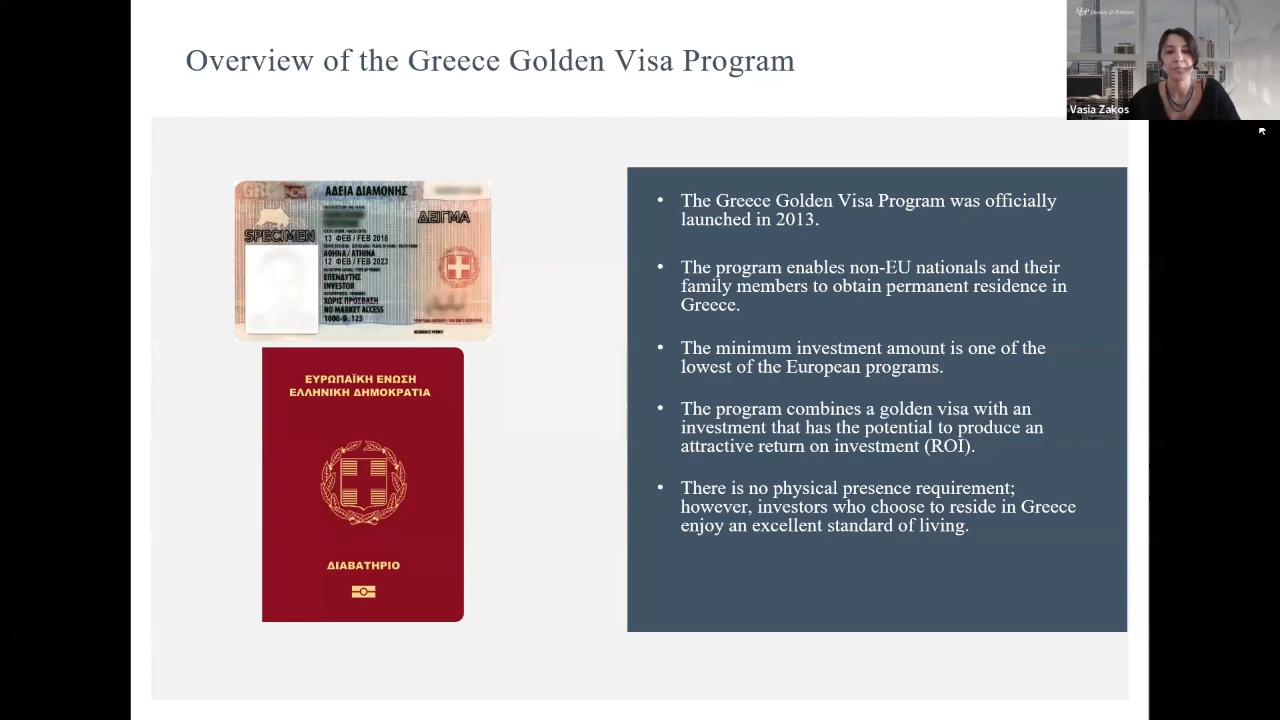 Overview of the Greece Golden Visa Program
Henley & Partners
Vasia Zakos
GR
ΑΔΕΙΑ ΔΙΑΜΟΝΗΣ
ΔΕΙΓΜΑ
SPECIMEN
13 ΦΕΒ / FEB 2018
ΑΘΗΝΑ / ATHINA
12 ΦΕΒ / FEB 2023
ΕΠΕΝΔΥΤΗΣ
INVESTOR
ΧΩΡΙΣ ΠΡΟΣΒΑΣΗ
NO MARKET ACCESS
RESIDENCE PERMIT
ΕΥΡΩΠΑΪΚΗ ΕΝΩΣΗ
ΕΛΛΗΝΙΚΗ ΔΗΜΟΚΡΑΤΙΑ
ΔΙΑΒΑΤΗΡΙΟ
• The Greece Golden Visa Program was officially
launched in 2013.
• The program enables non-EU nationals and their
family members to obtain permanent residence in
Greece.
• The minimum investment amount is one of the
lowest of the European programs.
• The program combines a golden visa with an
investment that has the potential to produce an
attractive return on investment (ROI).
• There is no physical presence requirement;
however, investors who choose to reside in Greece
enjoy an excellent standard of living.